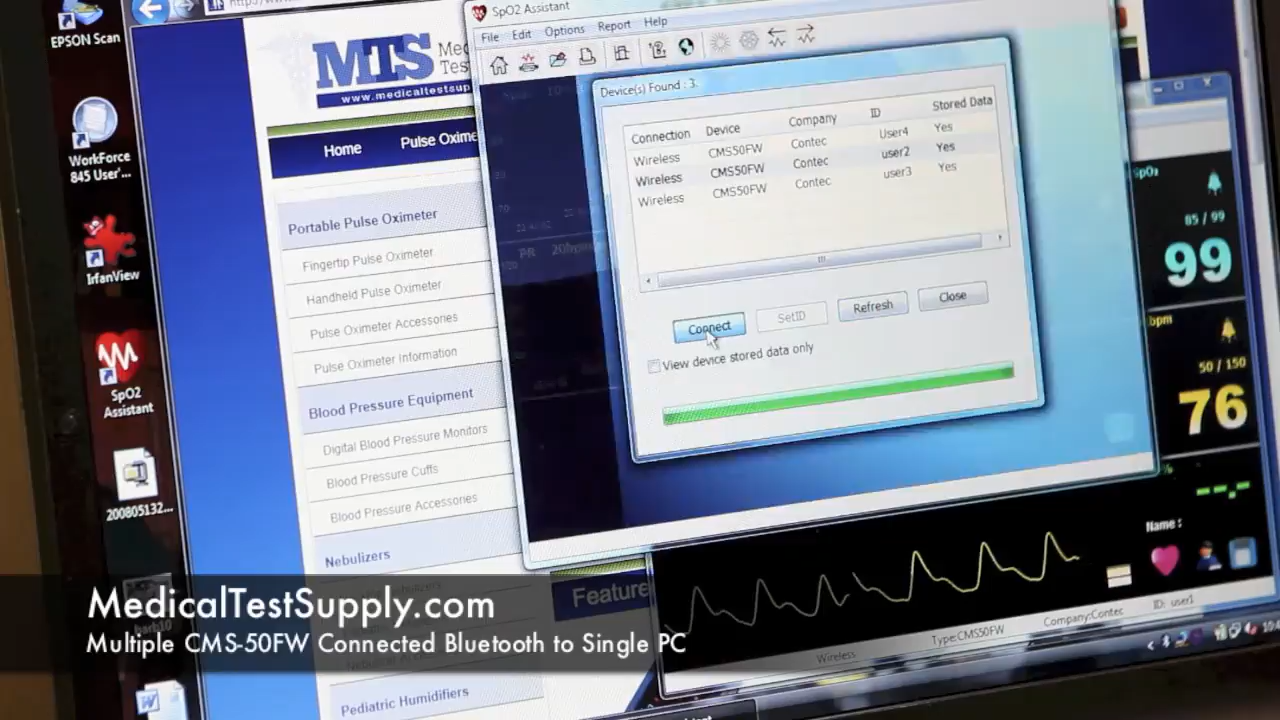 EPSON Scan
WorkForce
845 User'...
IrfanView
SpO2
Assistant
200805132...
MTS
www.medicaltestsu
Home
Pulse Oxime
Portable Pulse Oximeter
Fingertip Pulse Oximeter
Handheld Pulse Oximeter
Pulse Oximeter Accessories
Pulse Oximeter Information
Blood Pressure Equipment
Digital Blood Pressure Monitors
Blood Pressure Cuffs
Blood Pressure Accessories
Nebulizers
Pediatric Humidifiers
Feature
SpO2 Assistant
File Edit Options Report Help
Device(s) Found : 3.
Connection Device Company ID Stored Data
Wireless CMS50FW Contec User4 Yes
Wireless CMS50FW Contec user2 Yes
Wireless CMS50FW Contec user3 Yes
Connect SetID Refresh Close
View device stored data only
SpO₂
85 / 99
99
bpm
50 / 150
76
--.-
Name :
Wireless Type:CMS50FW Company:Contec ID: user1
MedicalTestSupply.com
Multiple CMS-50FW Connected Bluetooth to Single PC